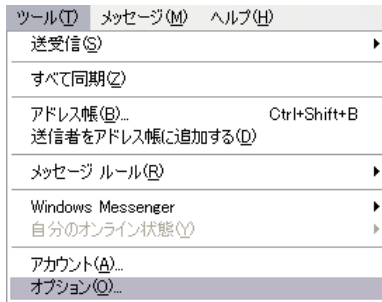 ツール(T) メッセージ(M) ヘルプ(H)
送受信(S)
すべて同期(Z)
アドレス帳(B)... Ctrl+Shift+B
送信者をアドレス帳に追加する(D)
メッセージ ルール(R)
Windows Messenger
自分のオンライン状態(Y)
アカウント(A)...
オプション(O)...